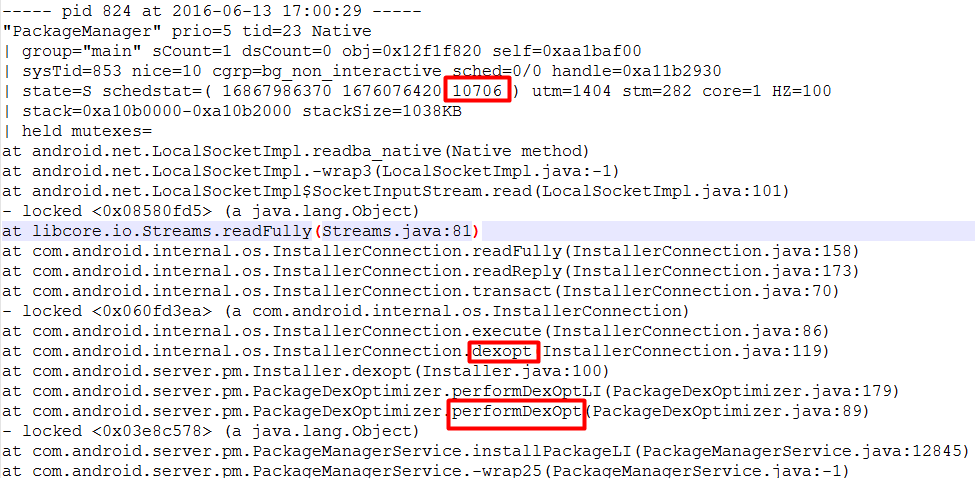 ----- pid 824 at 2016-06-13 17:00:29 -----
"PackageManager" prio=5 tid=23 Native
| group="main" sCount=1 dsCount=0 obj=0x12f1f820 self=0xaa1baf00
| sysTid=853 nice=10 cgrp=bg_non_interactive sched=0/0 handle=0xa11b2930
| state=S schedstat=( 16867986370 1676076420 10706 ) utm=1404 stm=282 core=1 HZ=100
| stack=0xa10b0000-0xa10b2000 stackSize=1038KB
| held mutexes=
at android.net.LocalSocketImpl.readba_native(Native method)
at android.net.LocalSocketImpl.-wrap3(LocalSocketImpl.java:-1)
at android.net.LocalSocketImpl$SocketInputStream.read(LocalSocketImpl.java:101)
- locked <0x08580fd5> (a java.lang.Object)
at libcore.io.Streams.readFully(Streams.java:81)
at com.android.internal.os.InstallerConnection.readFully(InstallerConnection.java:158)
at com.android.internal.os.InstallerConnection.readReply(InstallerConnection.java:173)
at com.android.internal.os.InstallerConnection.transact(InstallerConnection.java:70)
- locked <0x060fd3ea> (a com.android.internal.os.InstallerConnection)
at com.android.internal.os.InstallerConnection.execute(InstallerConnection.java:86)
at com.android.internal.os.InstallerConnection.dexopt(InstallerConnection.java:119)
at com.android.server.pm.Installer.dexopt(Installer.java:100)
at com.android.server.pm.PackageDexOptimizer.performDexOptLI(PackageDexOptimizer.java:179)
at com.android.server.pm.PackageDexOptimizer.performDexOpt(PackageDexOptimizer.java:89)
- locked <0x03e8c578> (a java.lang.Object)
at com.android.server.pm.PackageManagerService.installPackageLI(PackageManagerService.java:12845)
at com.android.server.pm.PackageManagerService.-wrap25(PackageManagerService.java:-1)